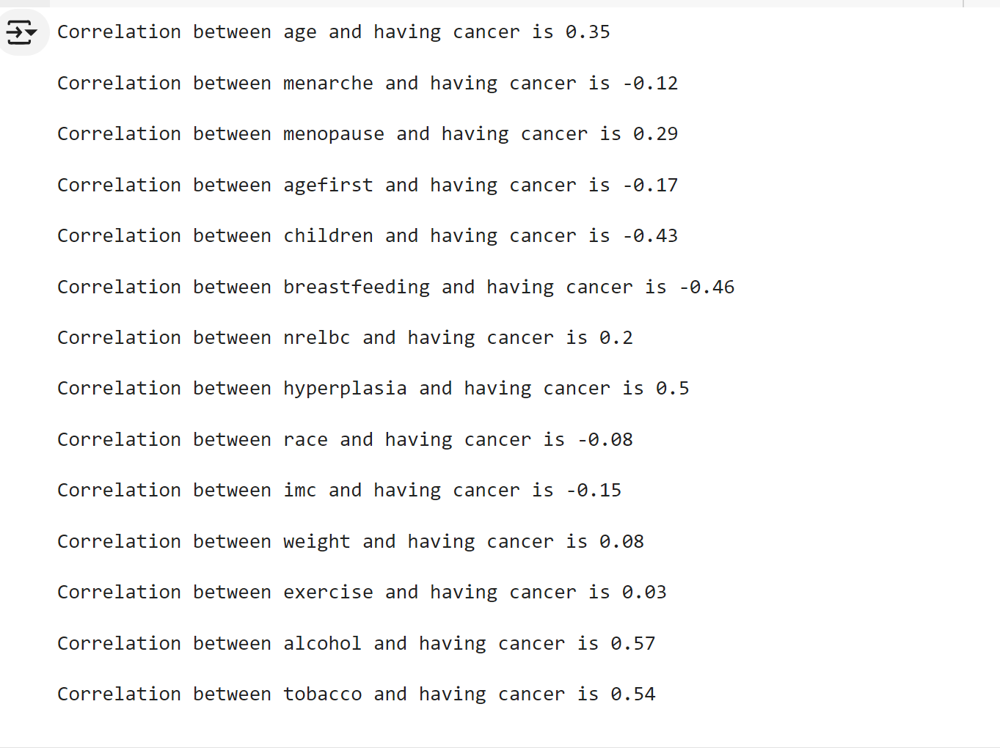 Correlation between age and having cancer is 0.35
Correlation between menarche and having cancer is -0.12
Correlation between menopause and having cancer is 0.29
Correlation between agefirst and having cancer is -0.17
Correlation between children and having cancer is -0.43
Correlation between breastfeeding and having cancer is -0.46
Correlation between nrelbc and having cancer is 0.2
Correlation between hyperplasia and having cancer is 0.5
Correlation between race and having cancer is -0.08
Correlation between imc and having cancer is -0.15
Correlation between weight and having cancer is 0.08
Correlation between exercise and having cancer is 0.03
Correlation between alcohol and having cancer is 0.57
Correlation between tobacco and having cancer is 0.54